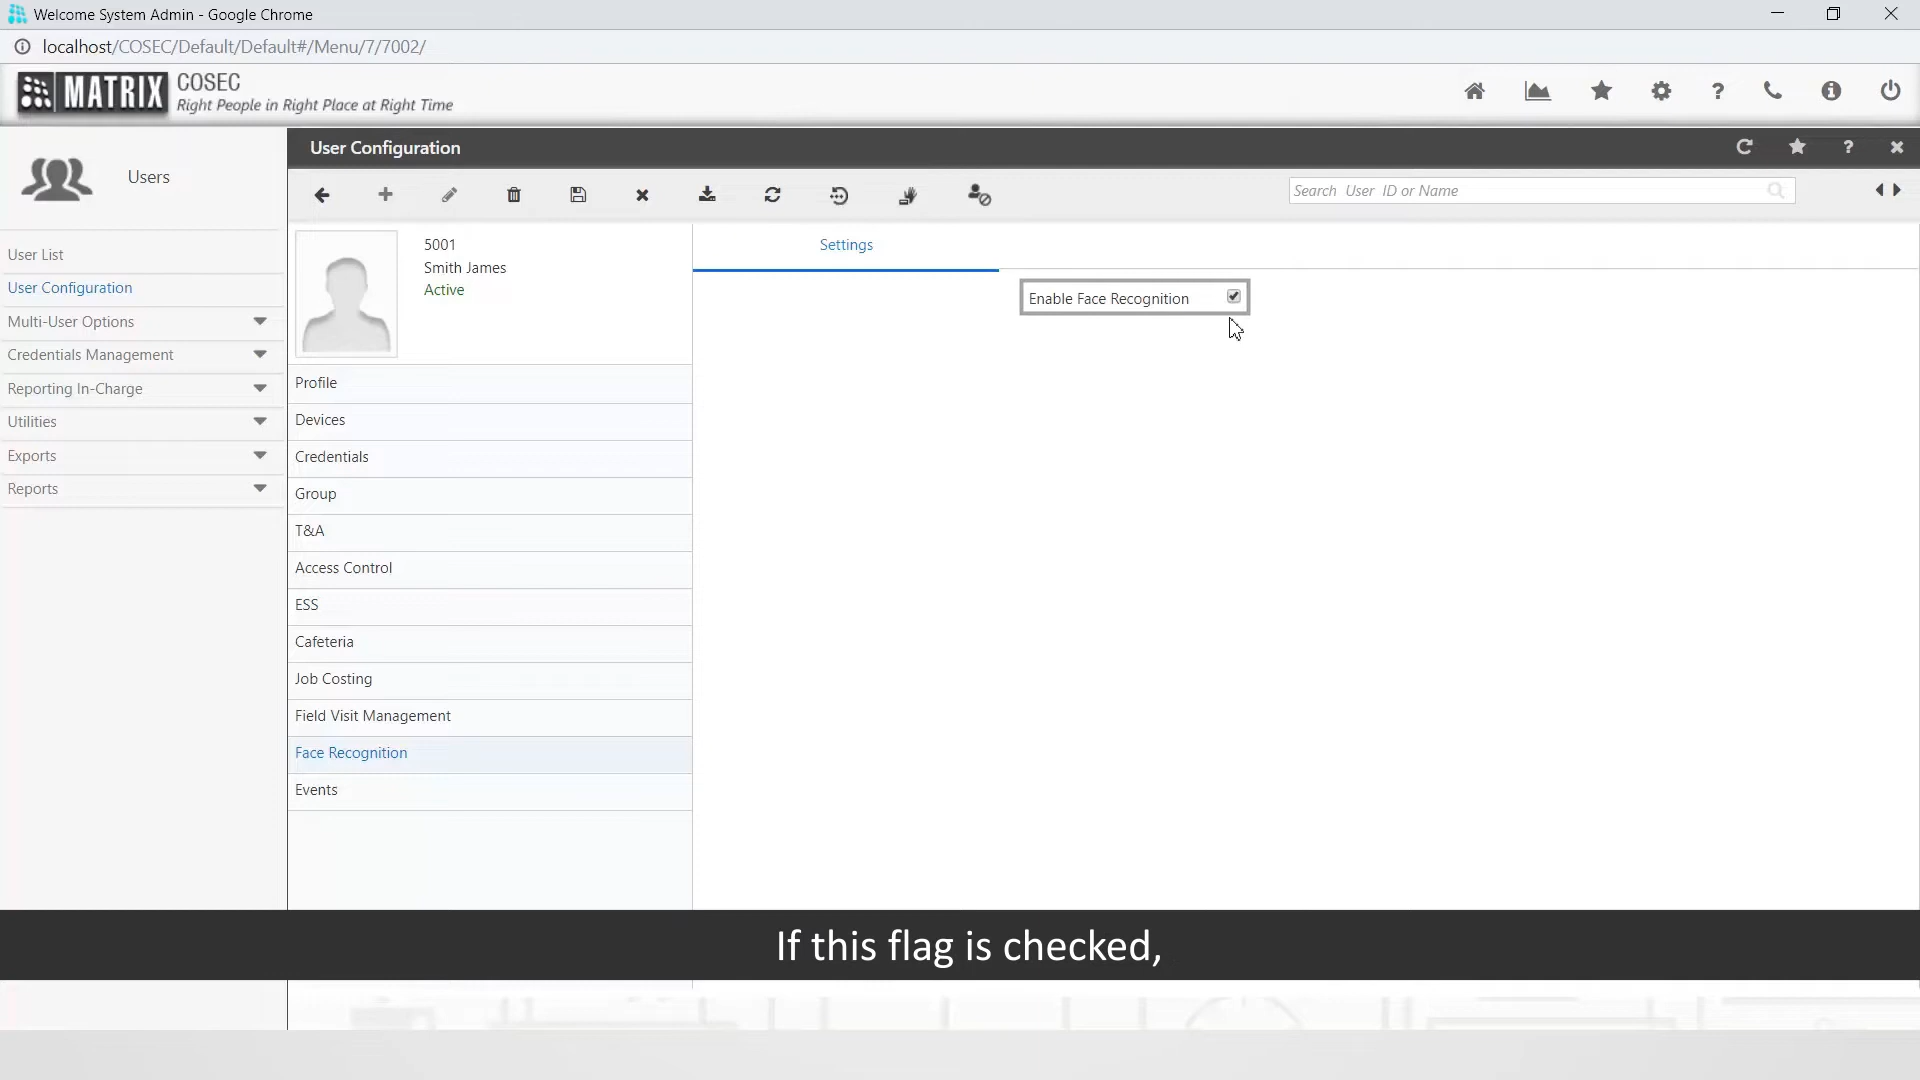 Welcome System Admin - Google Chrome
localhost/COSEC/Default/Default#/Menu/7/7002/
MATRIX
COSEC
Right People in Right Place at Right Time
User Configuration
Users
Search User ID or Name
User List
User Configuration
Multi-User Options
Credentials Management
Reporting In-Charge
Utilities
Exports
Reports
5001
Smith James
Active
Profile
Devices
Credentials
Group
T&A
Access Control
ESS
Cafeteria
Job Costing
Field Visit Management
Face Recognition
Events
Settings
Enable Face Recognition
If this flag is checked,